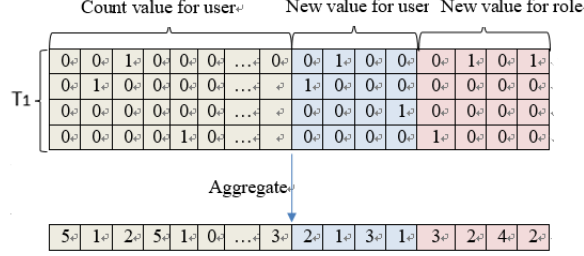 Count value for user New value for user New value for role
0 0 1 0 0 0 … 0 0 1 0 0 0 1 0 1
T1 0 1 0 0 0 0 … 1 0 0 0 0 0 0 0
0 0 0 0 0 0 … 0 0 0 1 0 0 0 0
0 0 0 0 1 0 … 0 0 0 0 1 0 0 0
Aggregate
5 1 2 5 1 0 … 3 2 1 3 1 3 2 4 2